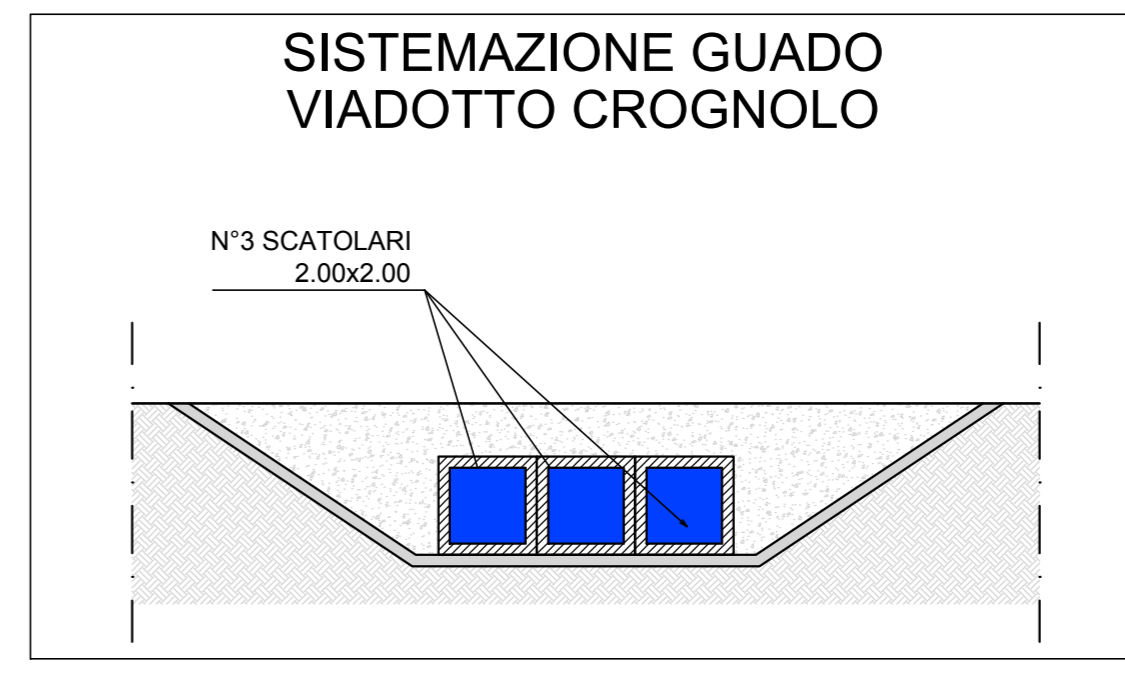 SISTEMAZIONE GUADO
VIADOTTO CROGNOLO
N°3 SCATOLARI
2.00x2.00